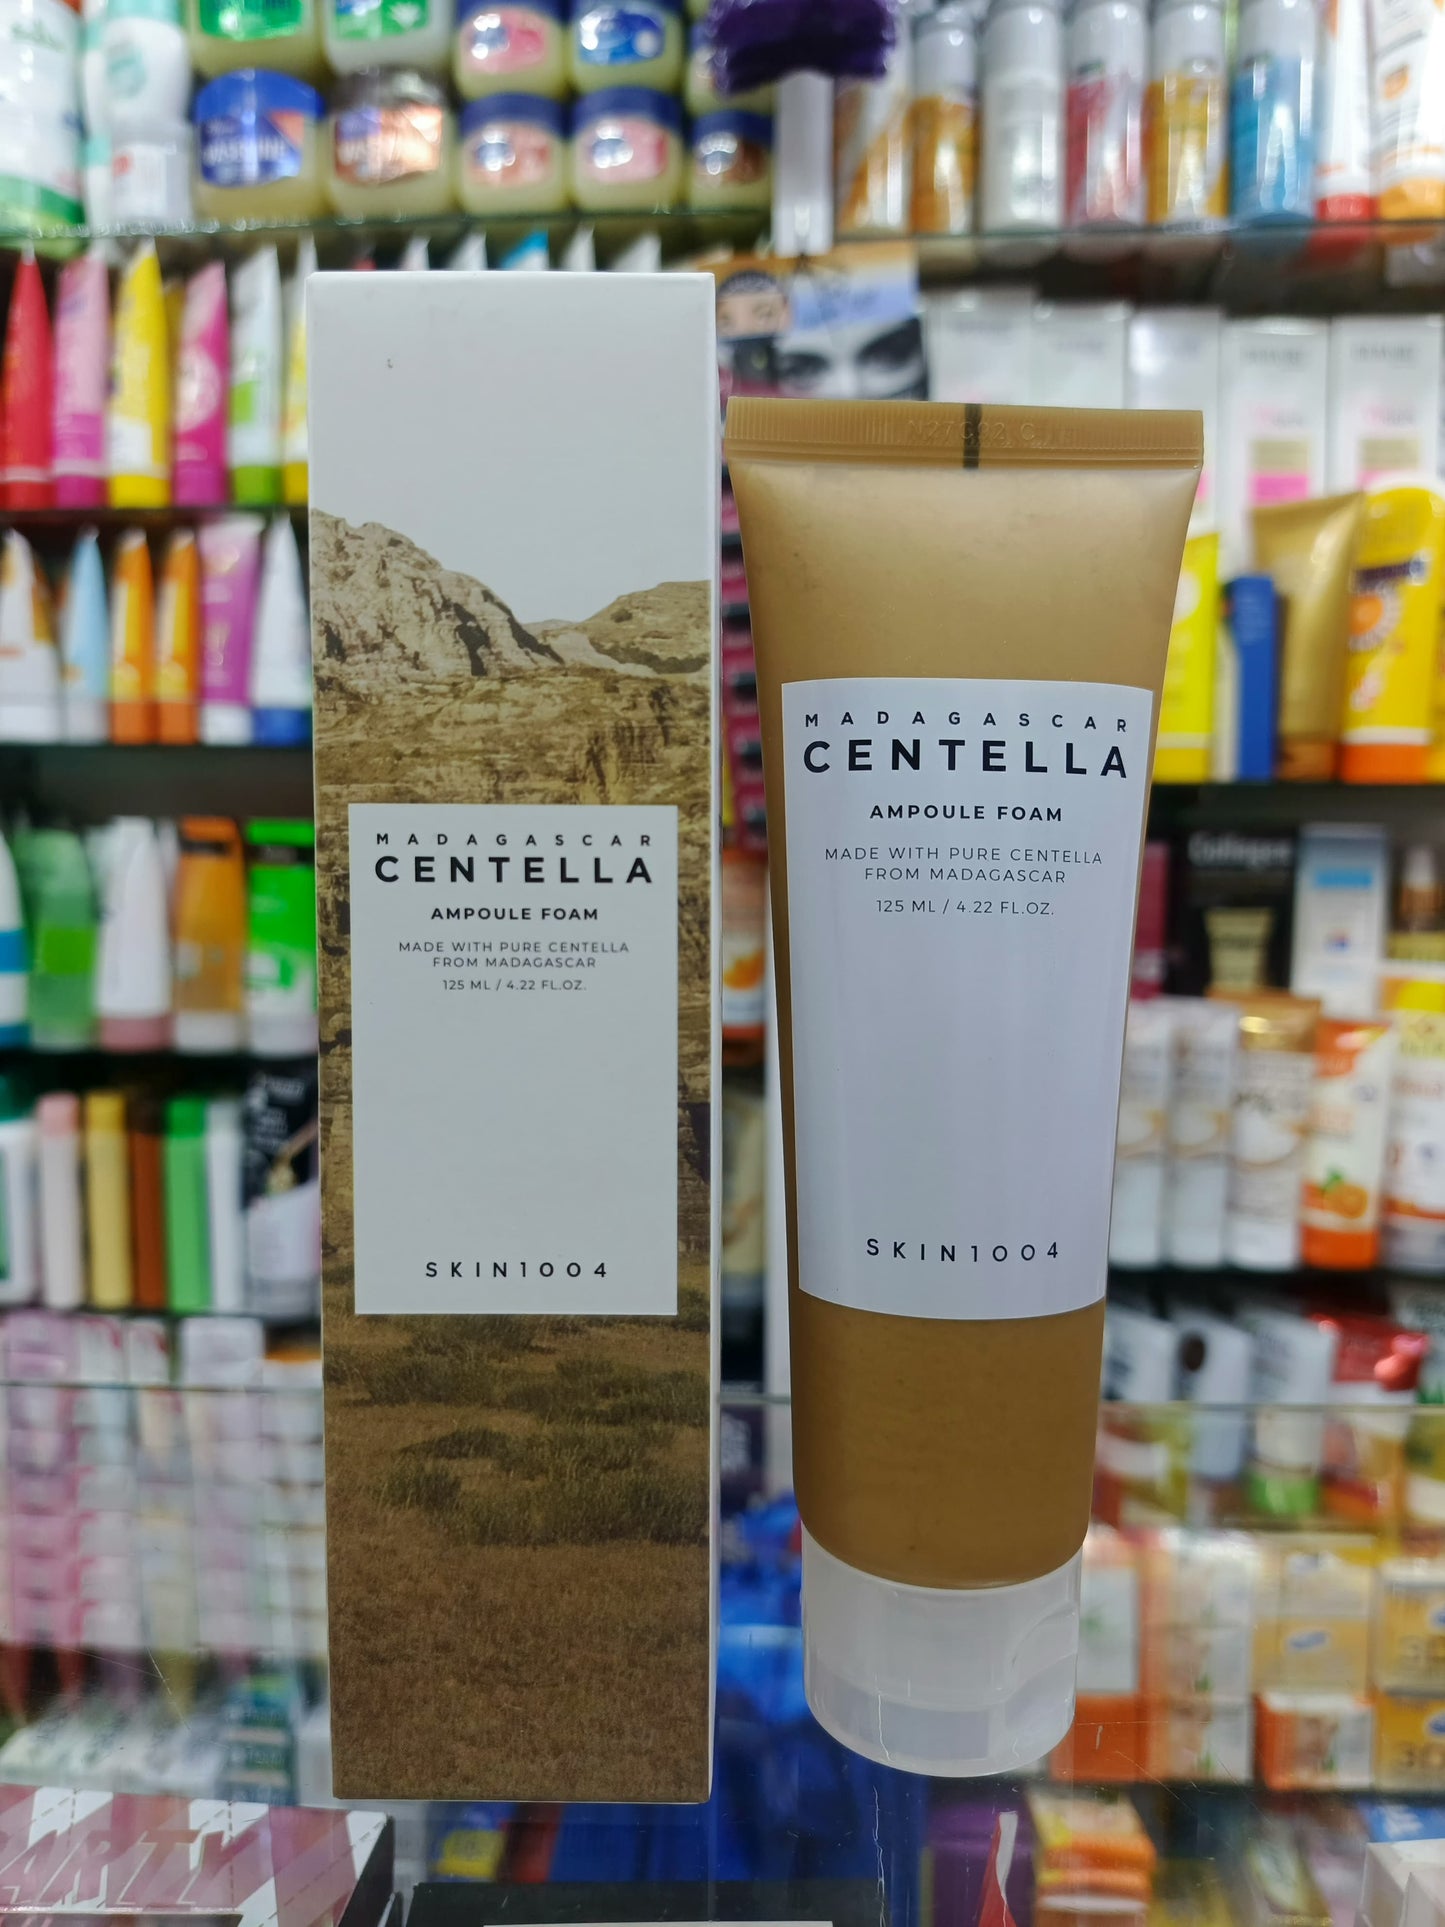 MADAGASCAR
CENTELLA
AMPOULE FOAM
MADE WITH PURE CENTELLA
FROM MADAGASCAR
125 ML / 4.22 FL.OZ.
SKIN1004
MADAGASCAR
CENTELLA
AMPOULE FOAM
MADE WITH PURE CENTELLA
FROM MADAGASCAR
125 ML / 4.22 FL.OZ.
SKIN1004
Collagen